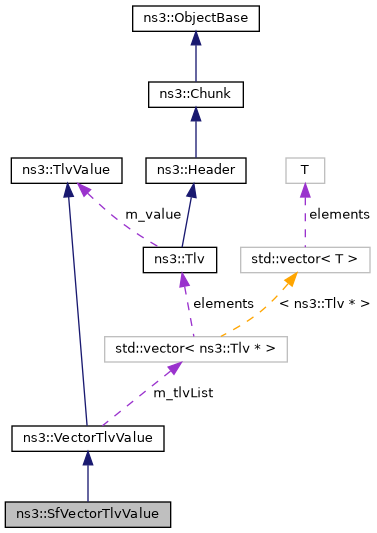 ns3::ObjectBase
ns3::Chunk
ns3::TlvValue
ns3::Header
T
m_value
elements
ns3::Tlv
std::vector< T >
elements
< ns3::Tlv * >
std::vector< ns3::Tlv * >
m_tlvList
ns3::VectorTlvValue
ns3::SfVectorTlvValue